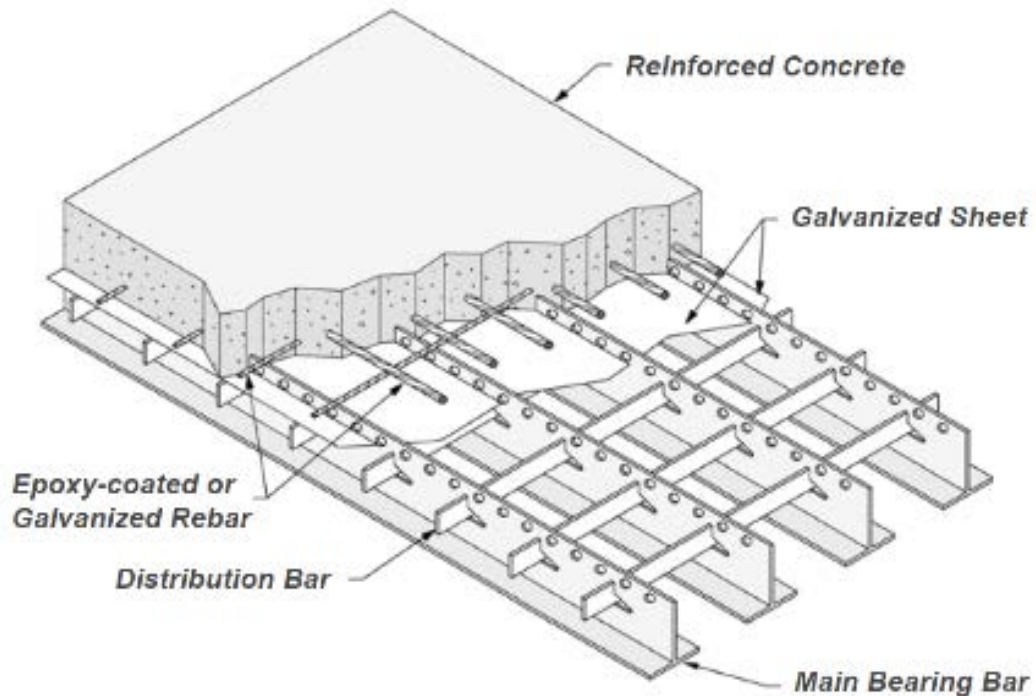 Reinforced Concrete
Galvanized Sheet
Epoxy-coated or
Galvanized Rebar
Distribution Bar
Main Bearing Bar